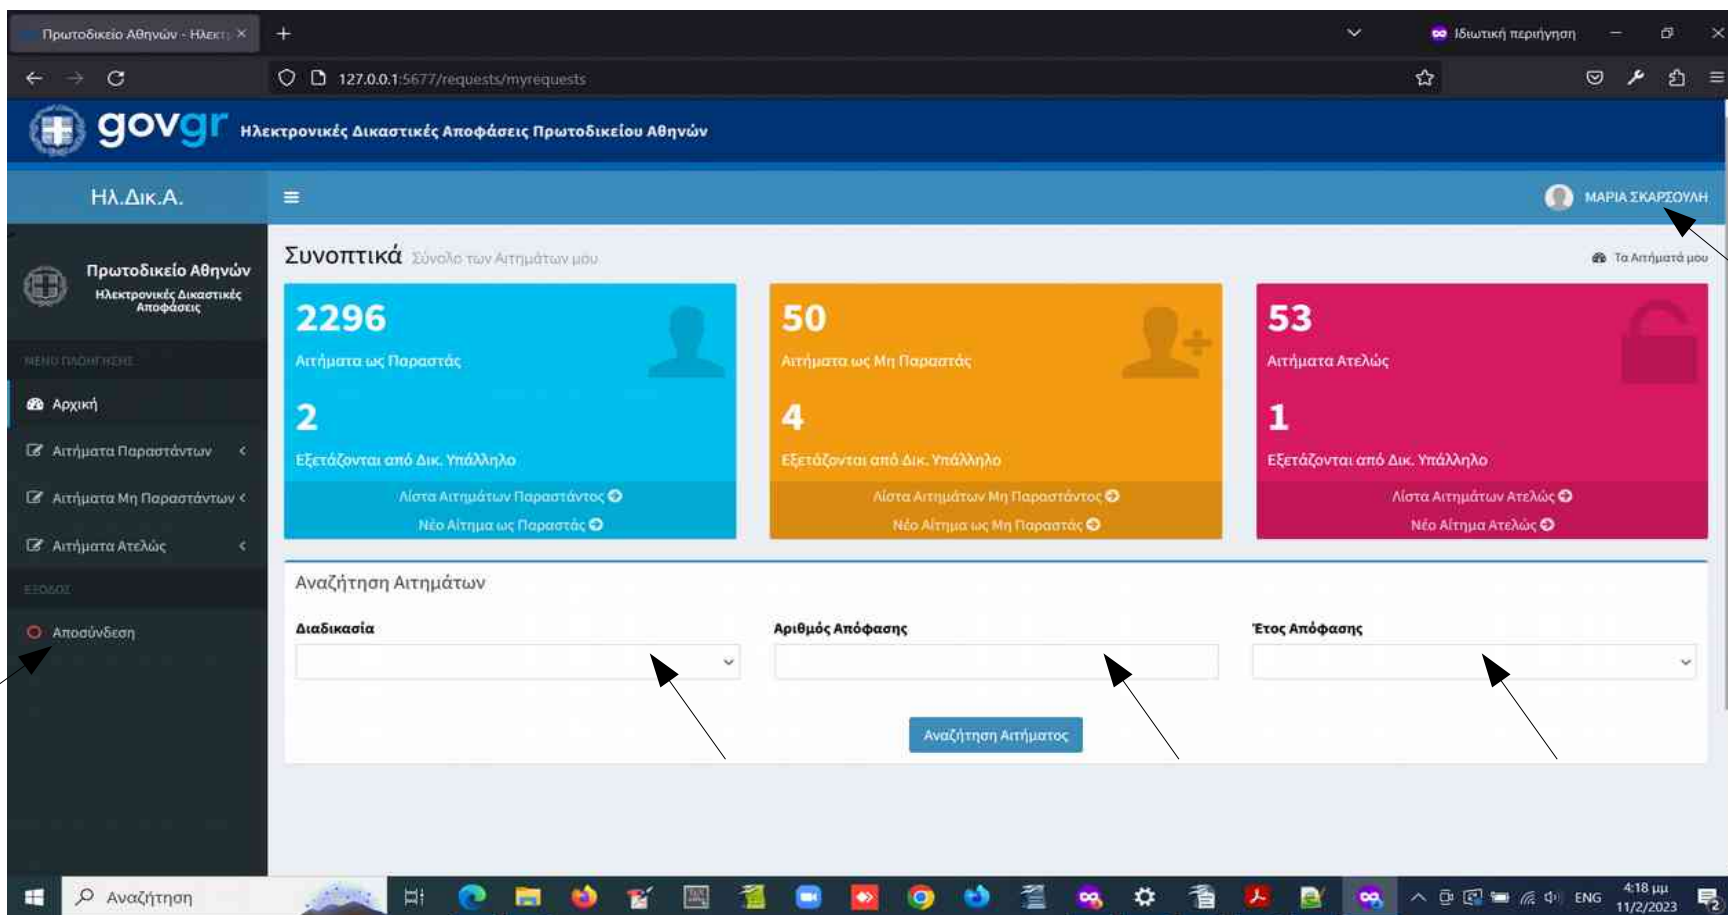 Πρωτοδικείο Αθηνών - Ηλεκτ
Ιδιωτική περιήγηση
127.0.0.1:5677/requests/myrequests
govgr Ηλεκτρονικές Δικαστικές Αποφάσεις Πρωτοδικείου Αθηνών
Ηλ.Δικ.Α.
ΜΑΡΙΑ ΣΚΑΡΣΟΥΛΗ
Πρωτοδικείο Αθηνών
Ηλεκτρονικές Δικαστικές
Αποφάσεις
ΜΕΝΟΥ ΠΛΟΗΓΗΣΗΣ
Αρχική
Αιτήματα Παραστάντων
Αιτήματα Μη Παραστάντων
Αιτήματα Ατελώς
ΕΞΟΔΟΣ
Αποσύνδεση
Συνοπτικά Σύνολο των Αιτημάτων μου
Τα Αιτήματά μου
2296
Αιτήματα ως Παραστάς
2
Εξετάζονται από Δικ. Υπάλληλο
Λίστα Αιτημάτων Παραστάντος
Νέο Αίτημα ως Παραστάς
50
Αιτήματα ως Μη Παραστάς
4
Εξετάζονται από Δικ. Υπάλληλο
Λίστα Αιτημάτων Μη Παραστάντος
Νέο Αίτημα ως Μη Παραστάς
53
Αιτήματα Ατελώς
1
Εξετάζονται από Δικ. Υπάλληλο
Λίστα Αιτημάτων Ατελώς
Νέο Αίτημα Ατελώς
Αναζήτηση Αιτημάτων
Διαδικασία
Αριθμός Απόφασης
Έτος Απόφασης
Αναζήτηση Αιτήματος
Αναζήτηση
ENG
4:18 μμ
11/2/2023
2